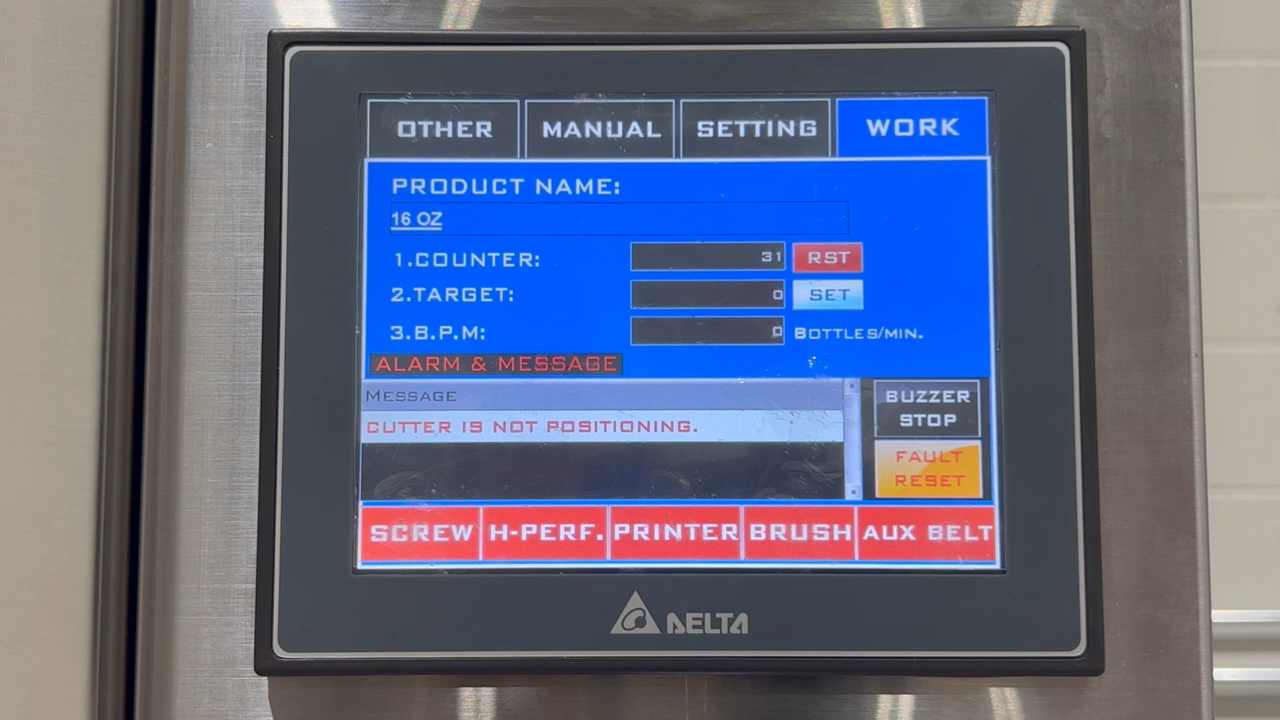 OTHER MANUAL SETTING WORK
PRODUCT NAME:
16 OZ
1.COUNTER: 31 RST
2.TARGET: 0 SET
3.B.P.M: 0 BOTTLES/MIN.
ALARM & MESSAGE
MESSAGE
CUTTER IS NOT POSITIONING.
BUZZER
STOP
FAULT
RESET
SCREW H-PERF. PRINTER BRUSH AUX BELT
DELTA